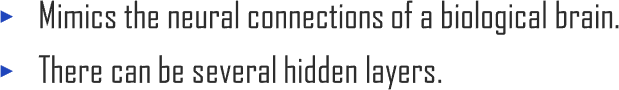 ▶ Mimics the neural connections of a biological brain.
▶ There can be several hidden layers.